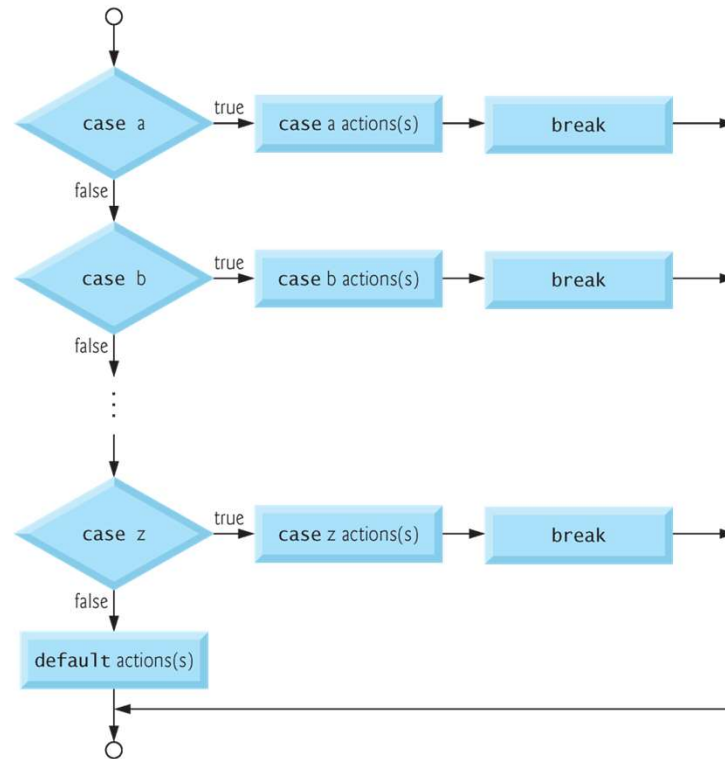 case a
true
case a actions(s)
break
false
case b
true
case b actions(s)
break
false
case z
true
case z actions(s)
break
false
default actions(s)